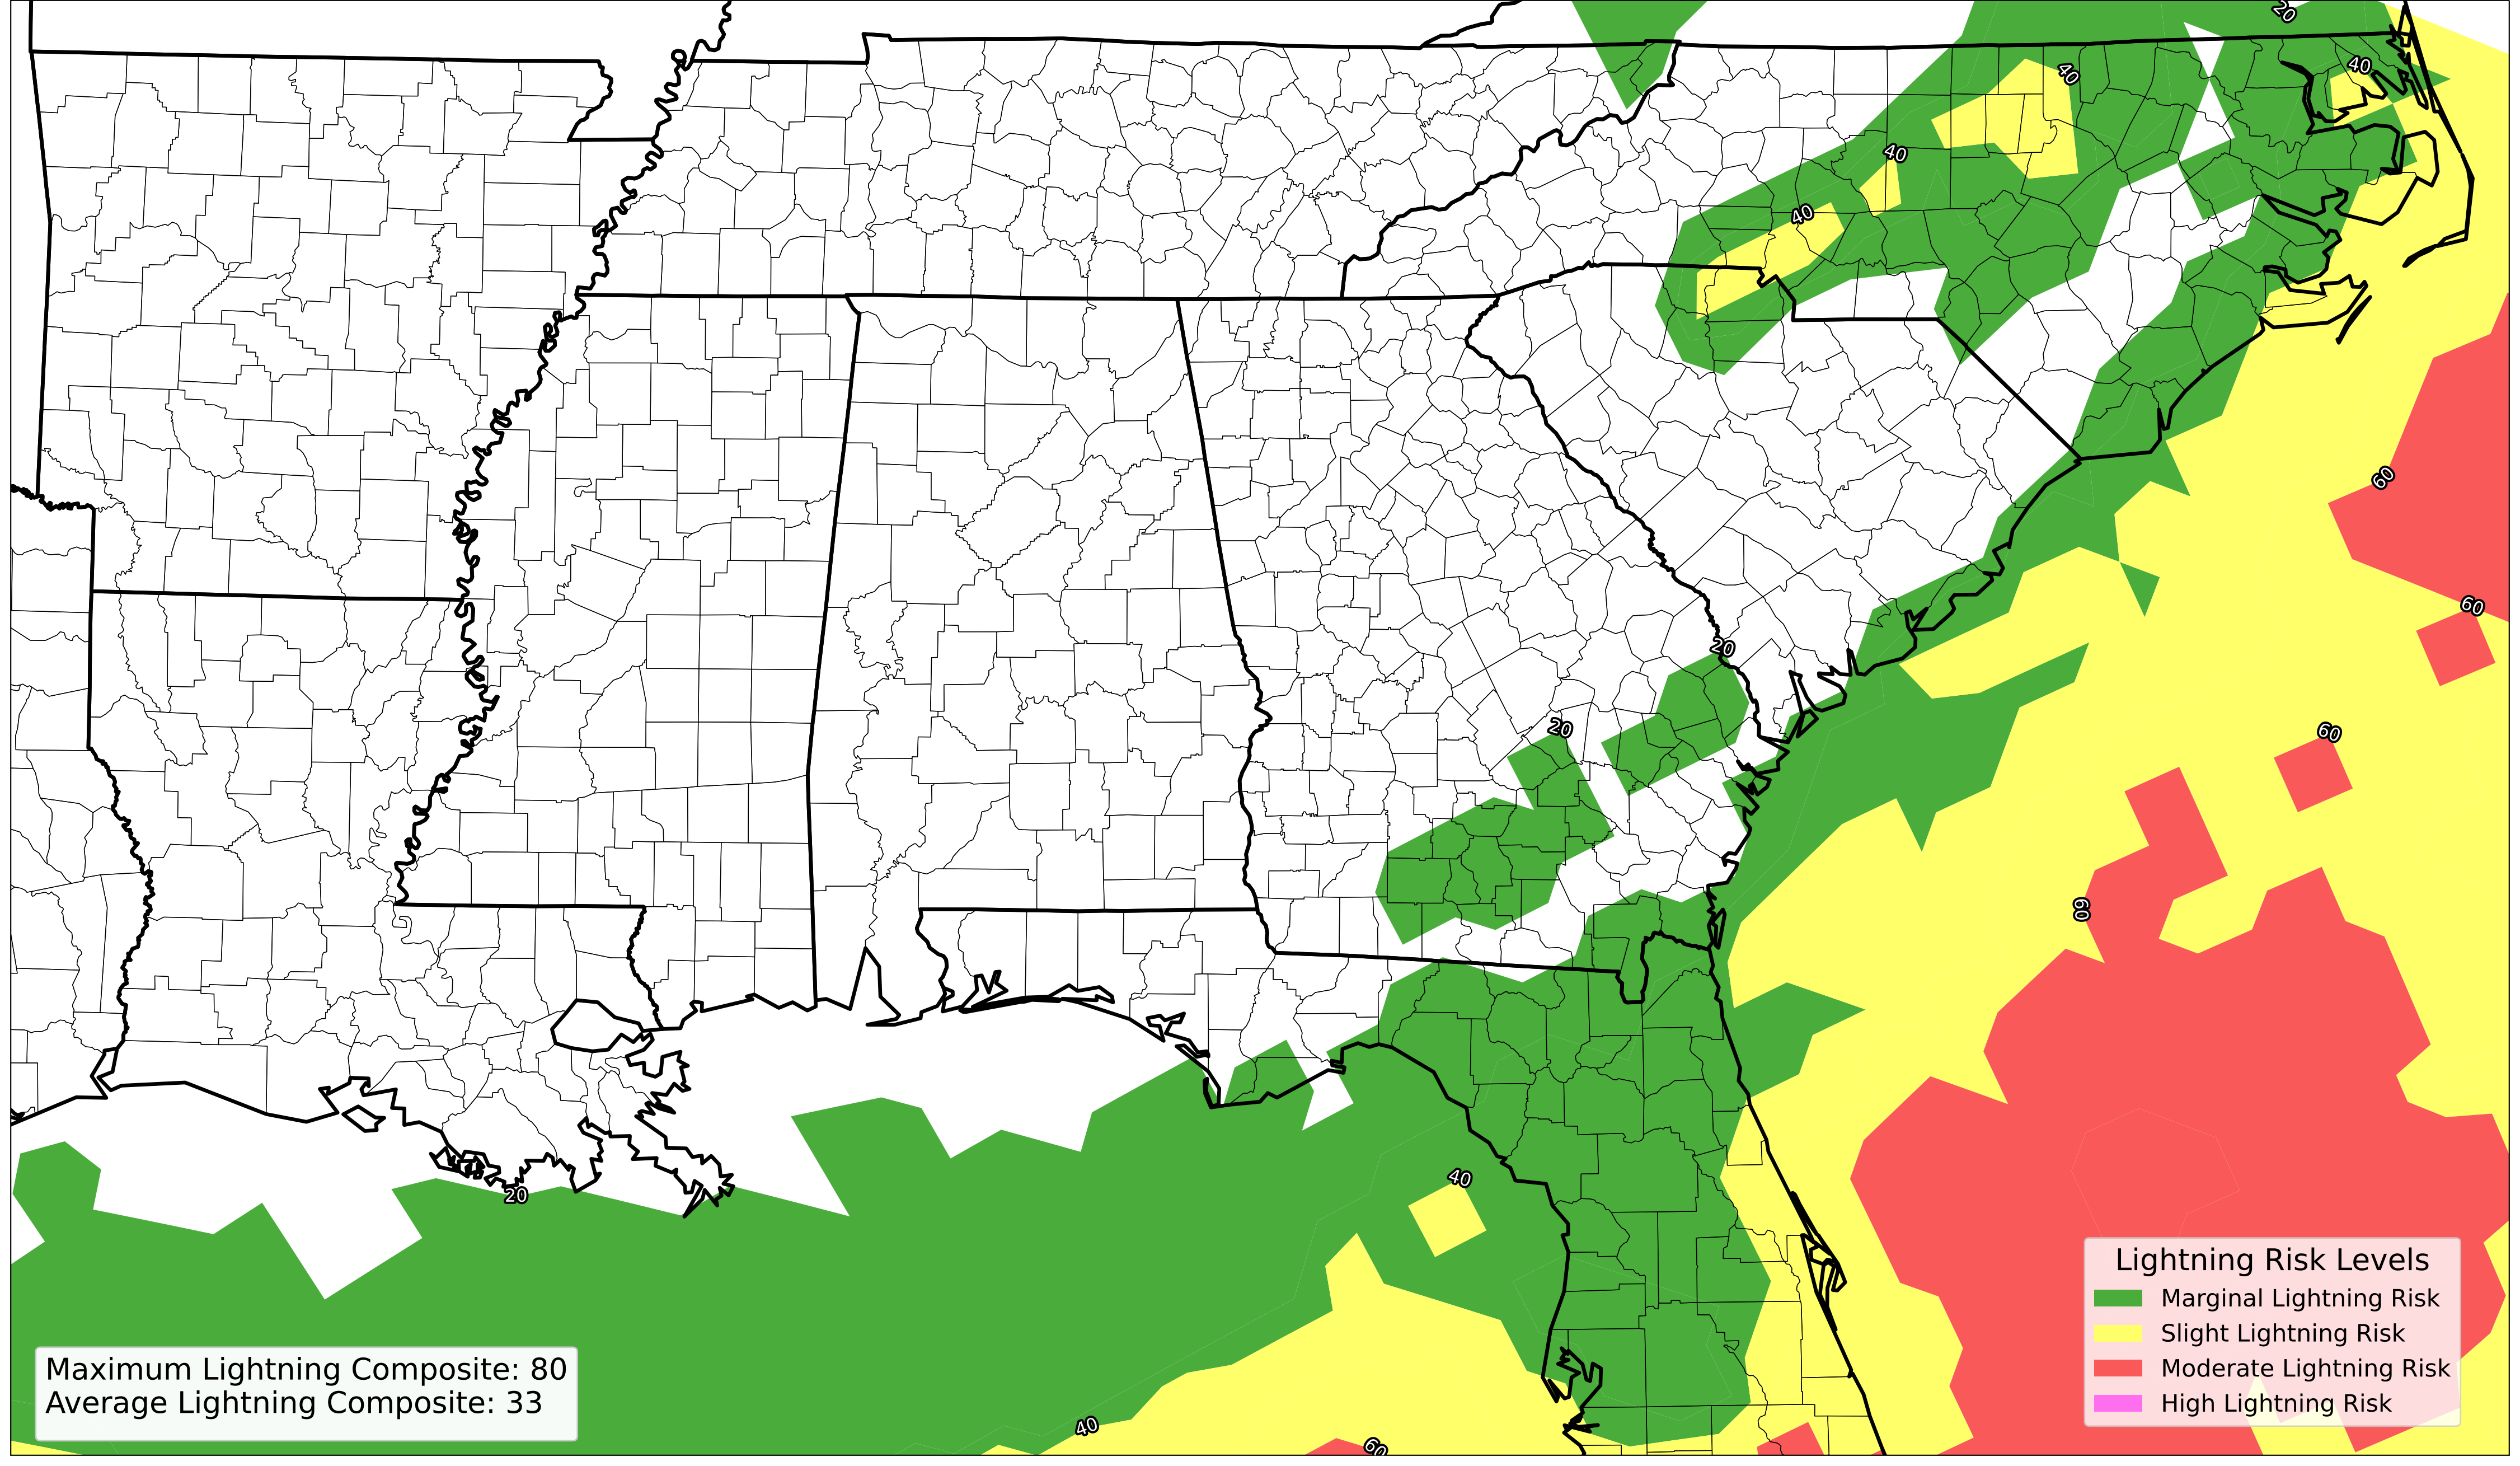 20
40
40
40
40
60
60
20
20
60
60
40
20
Lightning Risk Levels
Marginal Lightning Risk
Slight Lightning Risk
Moderate Lightning Risk
High Lightning Risk
Maximum Lightning Composite: 80
Average Lightning Composite: 33
40
60